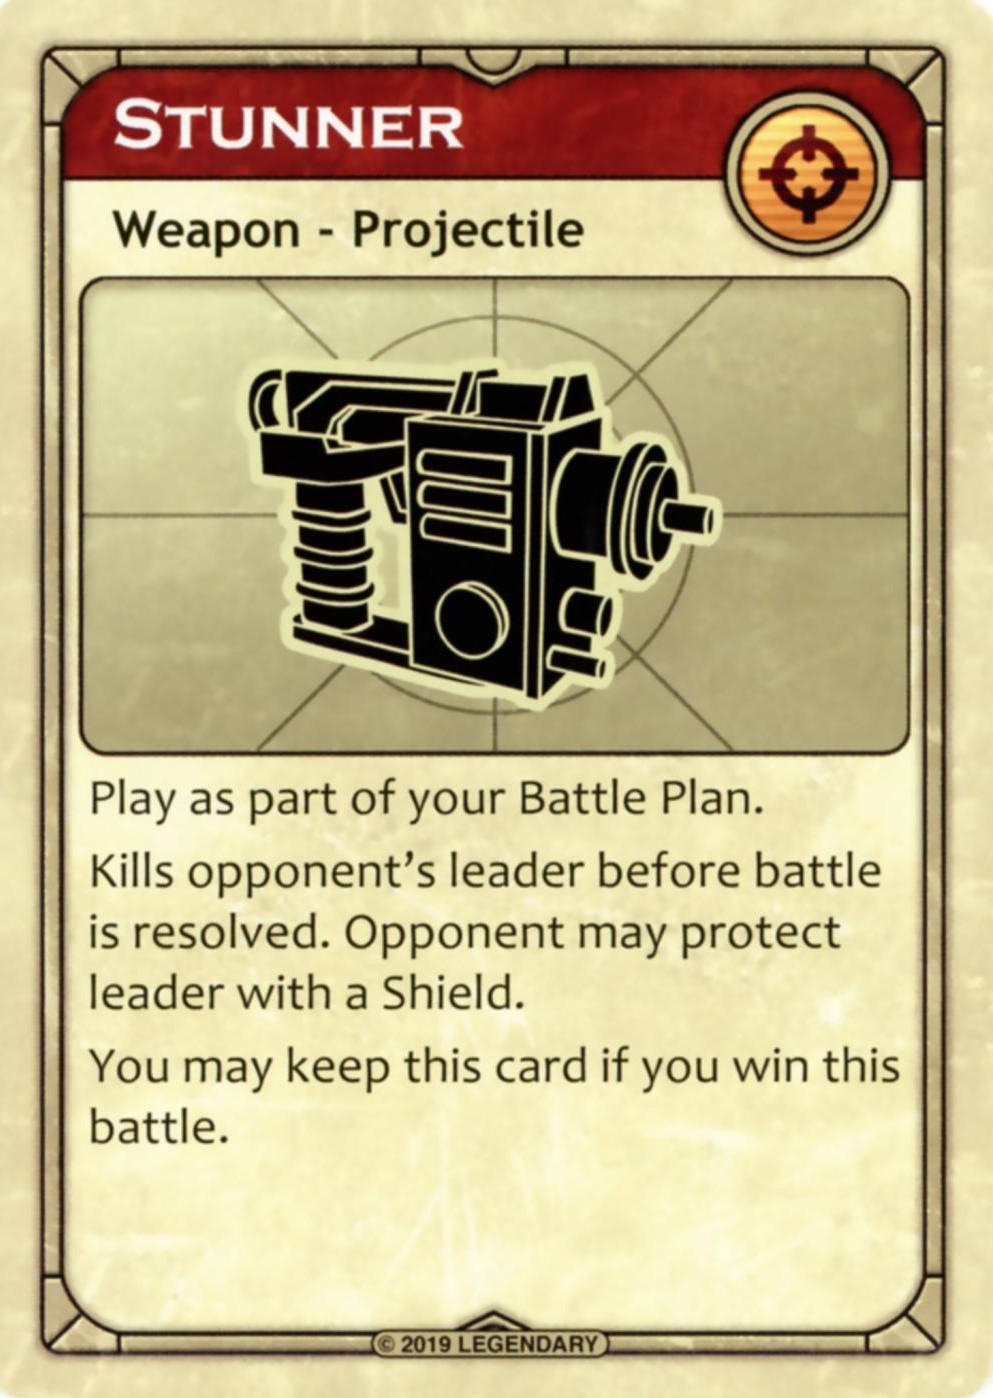 STUNNER
Weapon - Projectile
Play as part of your Battle Plan.
Kills opponent’s leader before battle
is resolved. Opponent may protect
leader with a Shield.
You may keep this card if you win this
battle.
© 2019 LEGENDARY